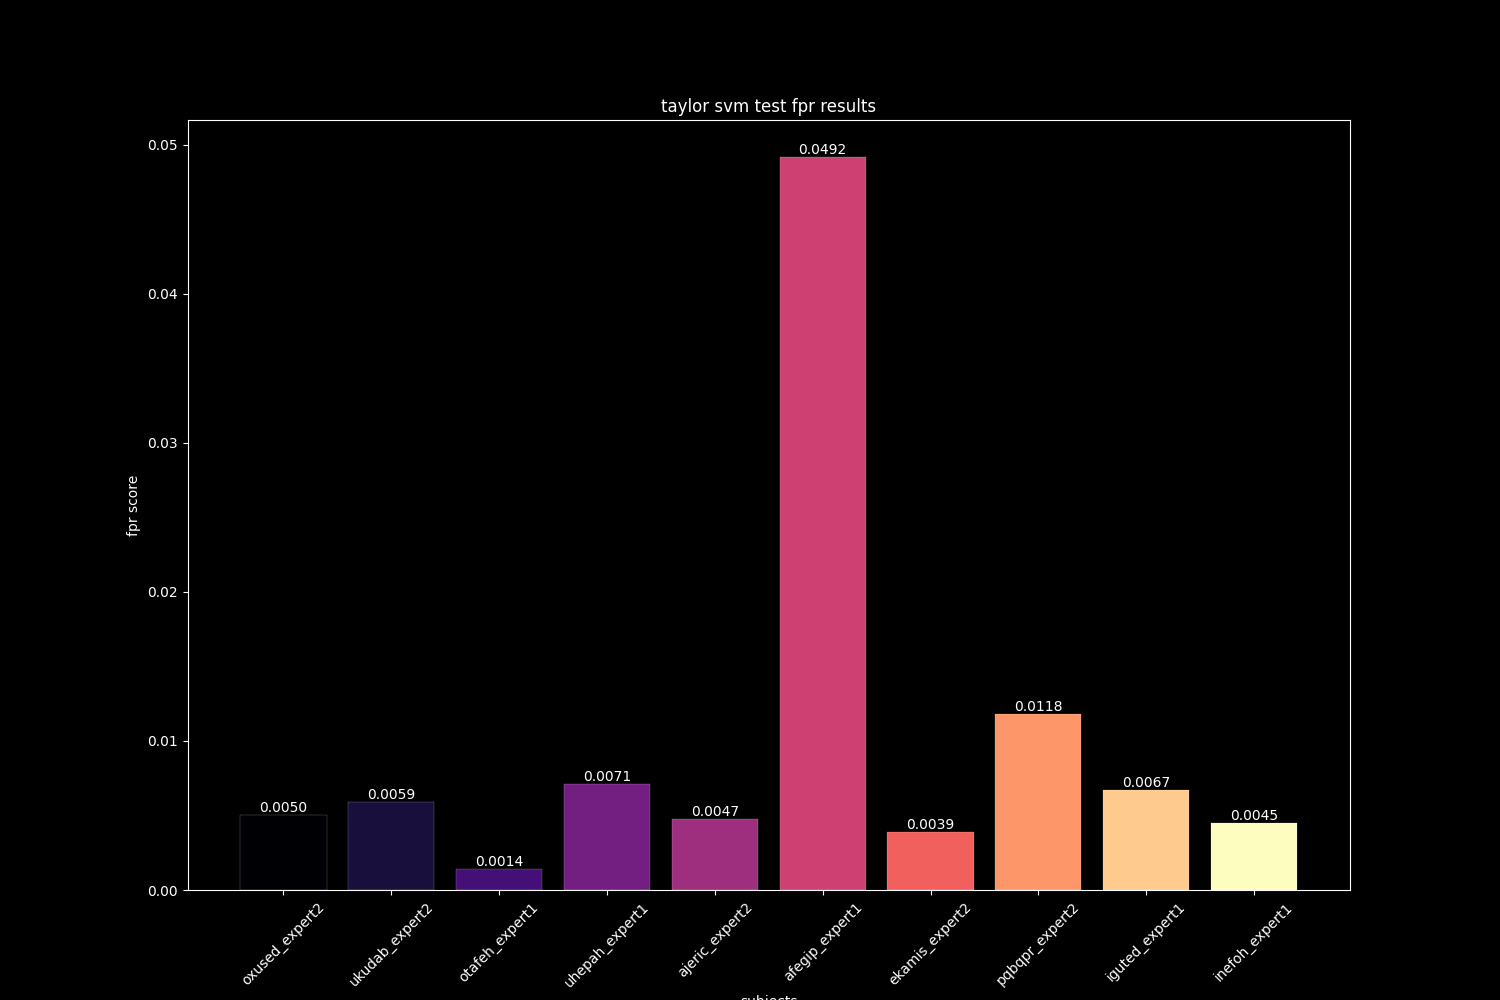 taylor svm test fpr results
0.05
0.04
0.03
0.02
0.01
0.00
fpr score
0.0050
0.0059
0.0014
0.0071
0.0047
0.0492
0.0039
0.0118
0.0067
0.0045
oxused_expert2
ukudab_expert2
otafeh_expert1
uhepah_expert1
ajeric_expert2
afegip_expert1
ekamis_expert2
pqbqpr_expert2
iguted_expert1
inefoh_expert1
subjects